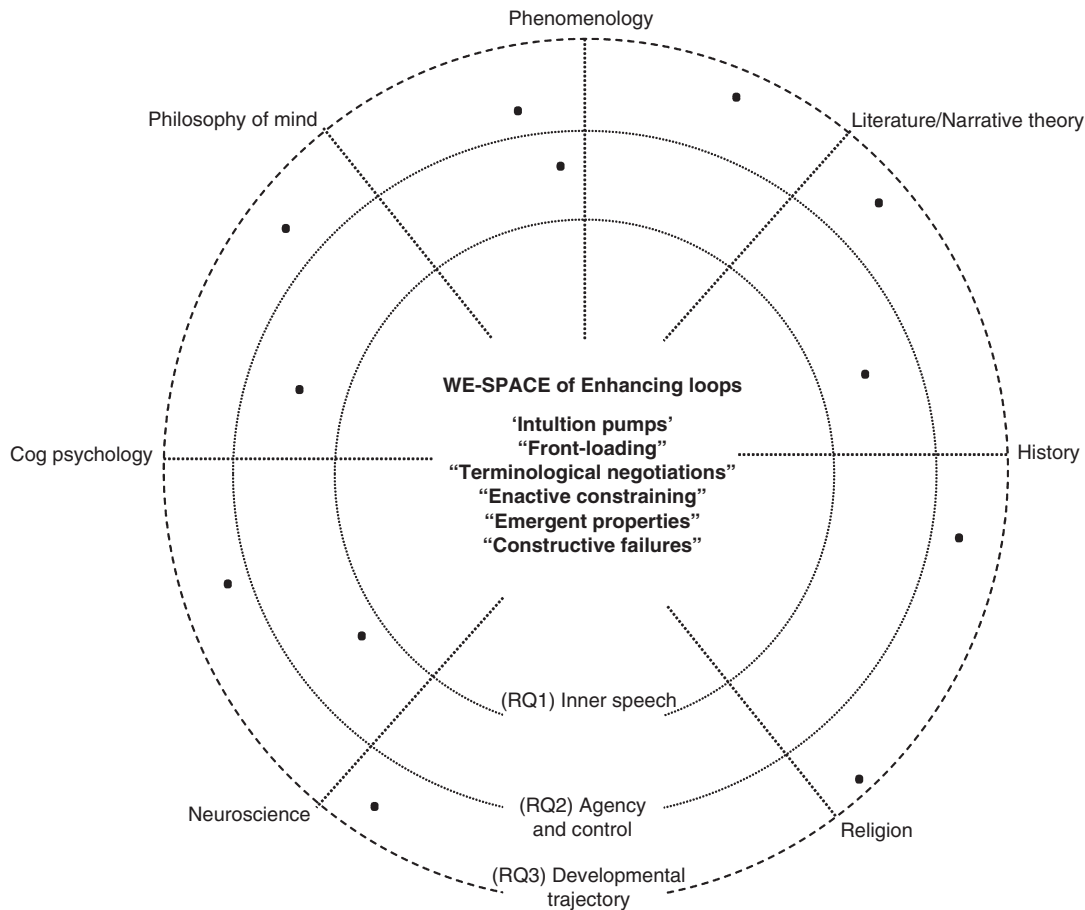 Phenomenology
Philosophy of mind
Literature/Narrative theory
WE-SPACE of Enhancing loops
‘Intultion pumps’
“Front-loading”
“Terminological negotiations”
“Enactive constraining”
“Emergent properties”
“Constructive failures”
Cog psychology
History
(RQ1) Inner speech
(RQ2) Agency
and control
Neuroscience
Religion
(RQ3) Developmental
trajectory